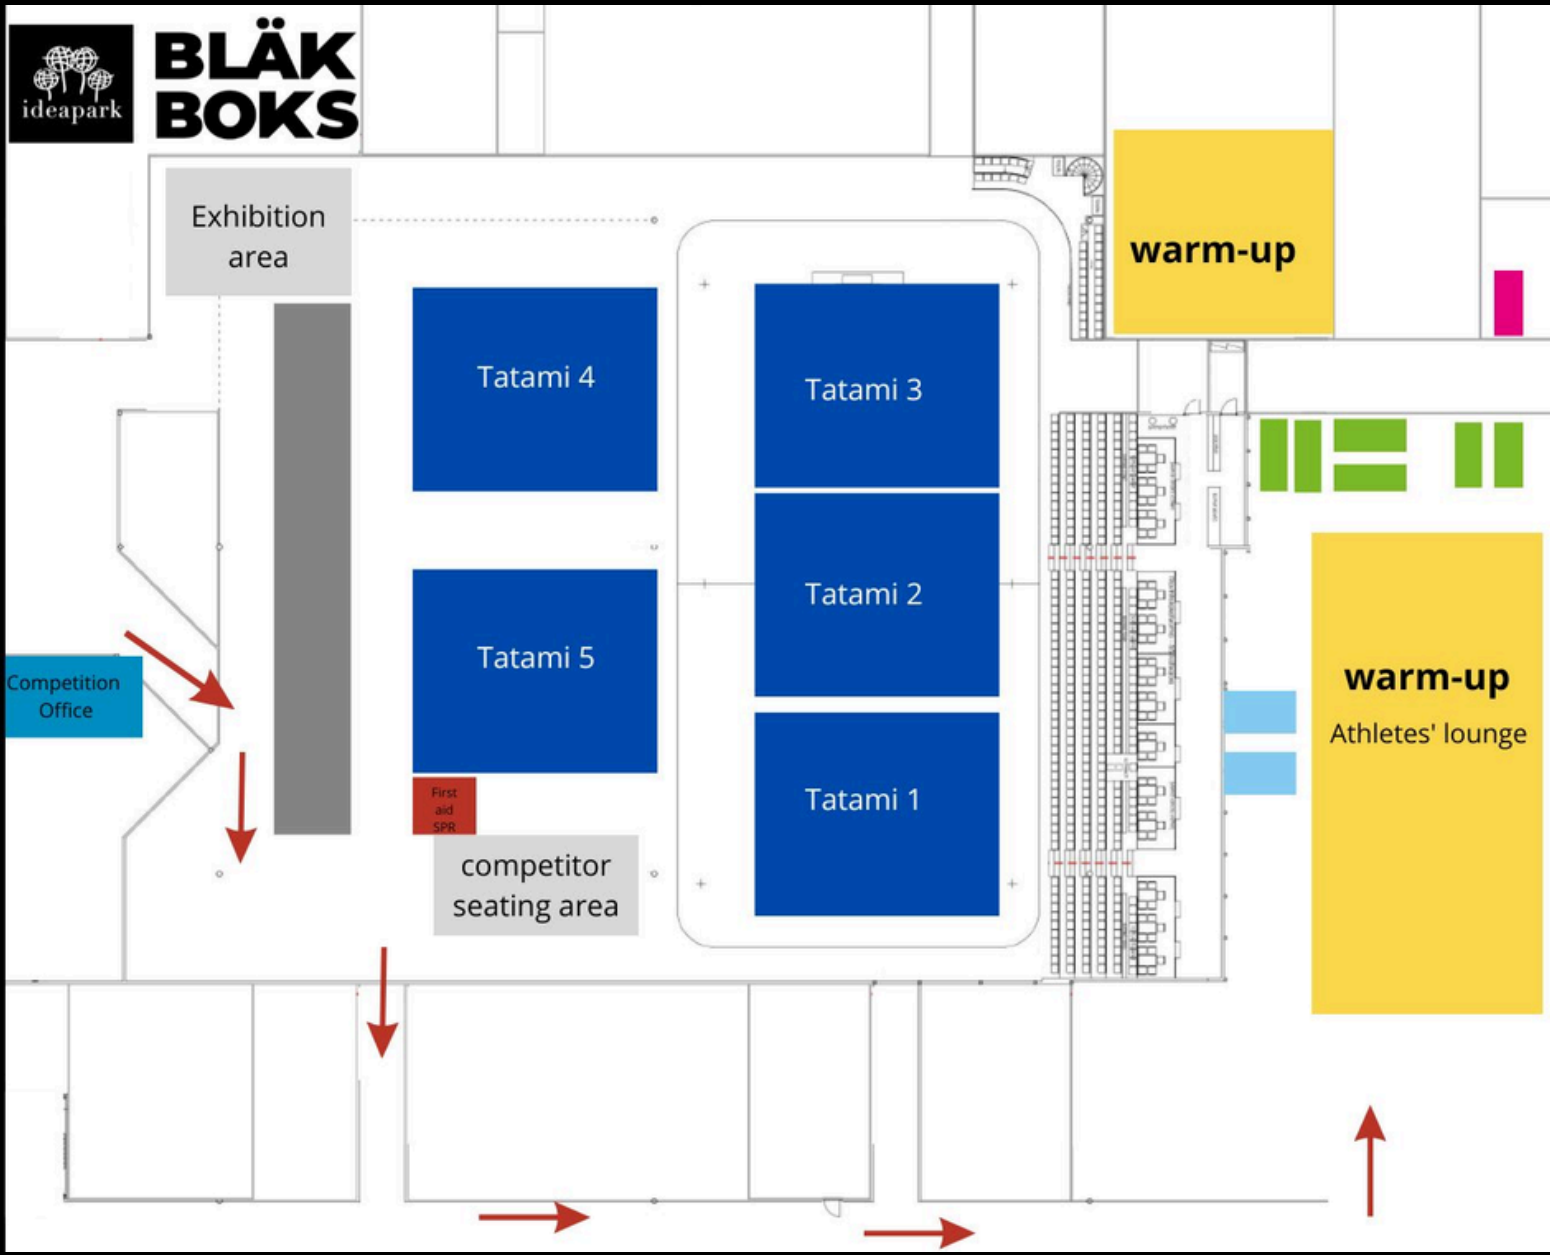 ideapark
BLÄK
BOKS
Exhibition
area
warm-up
Tatami 4
Tatami 3
Tatami 2
Tatami 5
Competition
Office
warm-up
Athletes' lounge
First
aid
SPR
Tatami 1
competitor
seating area